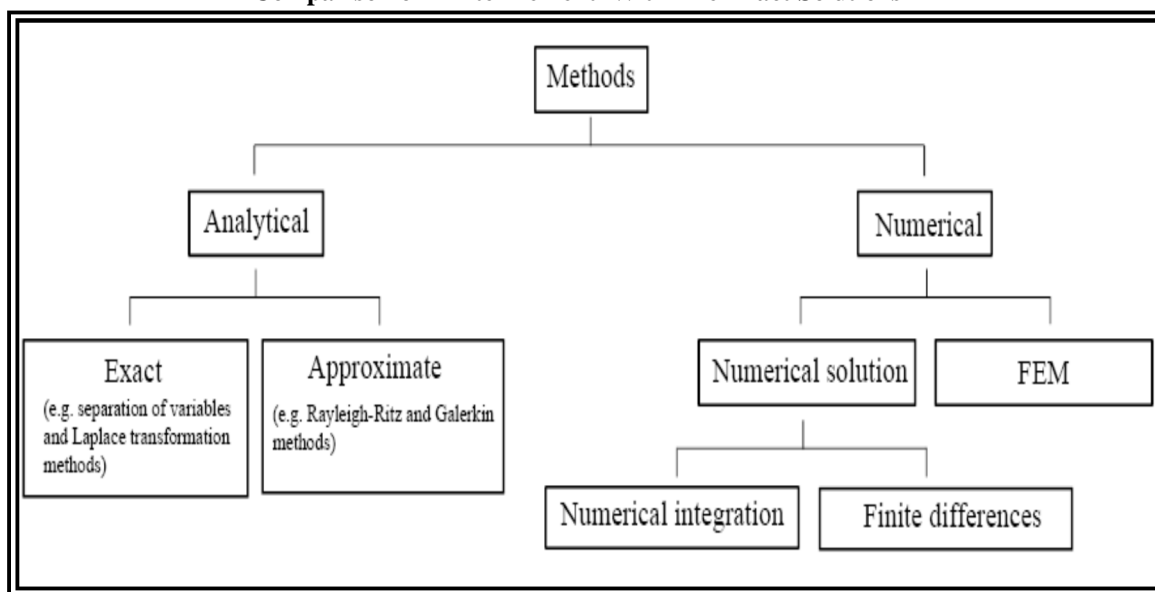 Methods
Analytical
Numerical
Exact
(e.g. separation of variables
and Laplace transformation
methods)
Approximate
(e.g. Rayleigh-Ritz and Galerkin
methods)
Numerical solution
FEM
Numerical integration
Finite differences